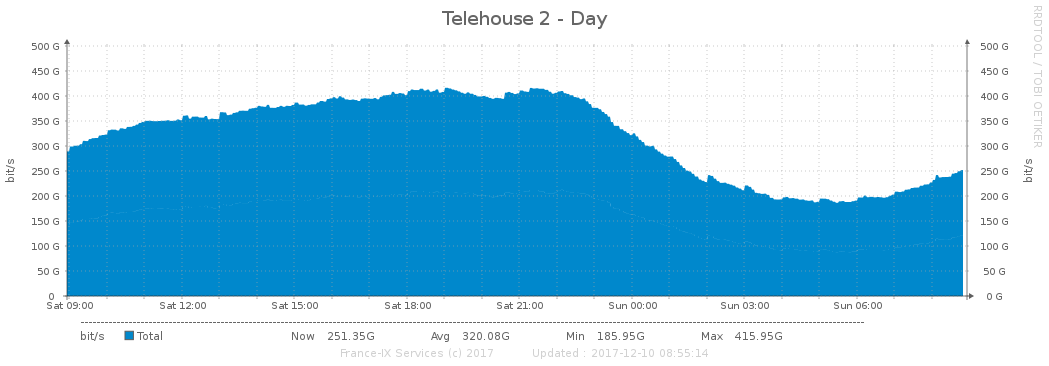 Telehouse 2 - Day
RRDTOOL / TOBI OETIKER
500 G 500 G
450 G 450 G
400 G 400 G
350 G 350 G
300 G 300 G
250 G 250 G
200 G 200 G
150 G 150 G
100 G 100 G
50 G 50 G
0 0 G
bit/s bit/s
Sat 09:00 Sat 12:00 Sat 15:00 Sat 18:00 Sat 21:00 Sun 00:00 Sun 03:00 Sun 06:00
bit/s Total Now 251.35G Avg 320.08G Min 185.95G Max 415.95G
France-IX Services (c) 2017 Updated : 2017-12-10 08:55:14